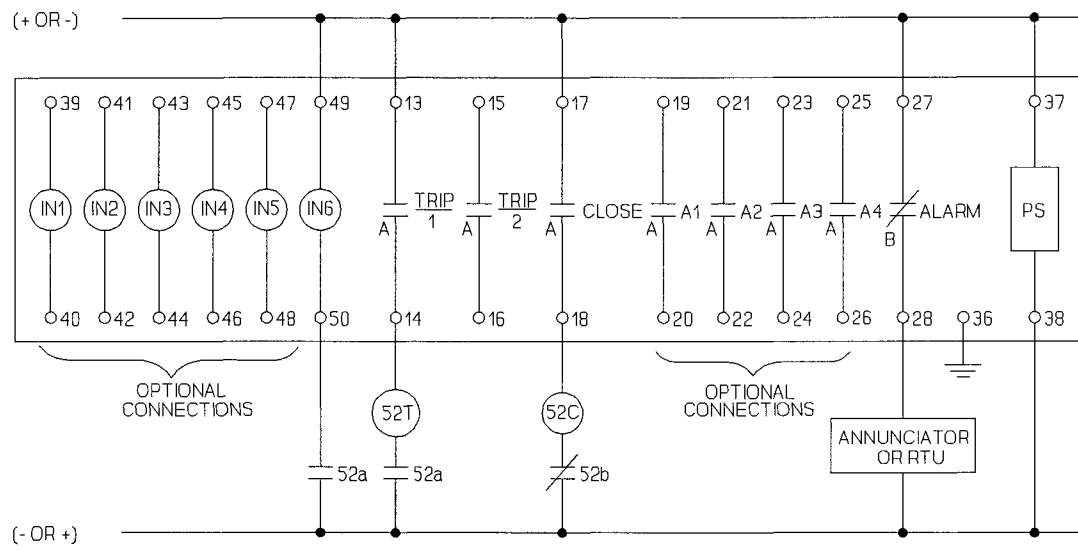 (+ OR -)
39 41 43 45 47 49 13 15 17 19 21 23 25 27 37
IN1 IN2 IN3 IN4 IN5 IN6 TRIP 1 TRIP 2 CLOSE A1 A2 A3 A4 ALARM PS
A A A A A A A B
40 42 44 46 48 50 14 16 18 20 22 24 26 28 36 38
OPTIONAL CONNECTIONS
OPTIONAL CONNECTIONS
52T 52C
ANNUNCIATOR
OR RTU
52a 52a 52b
(- OR +)